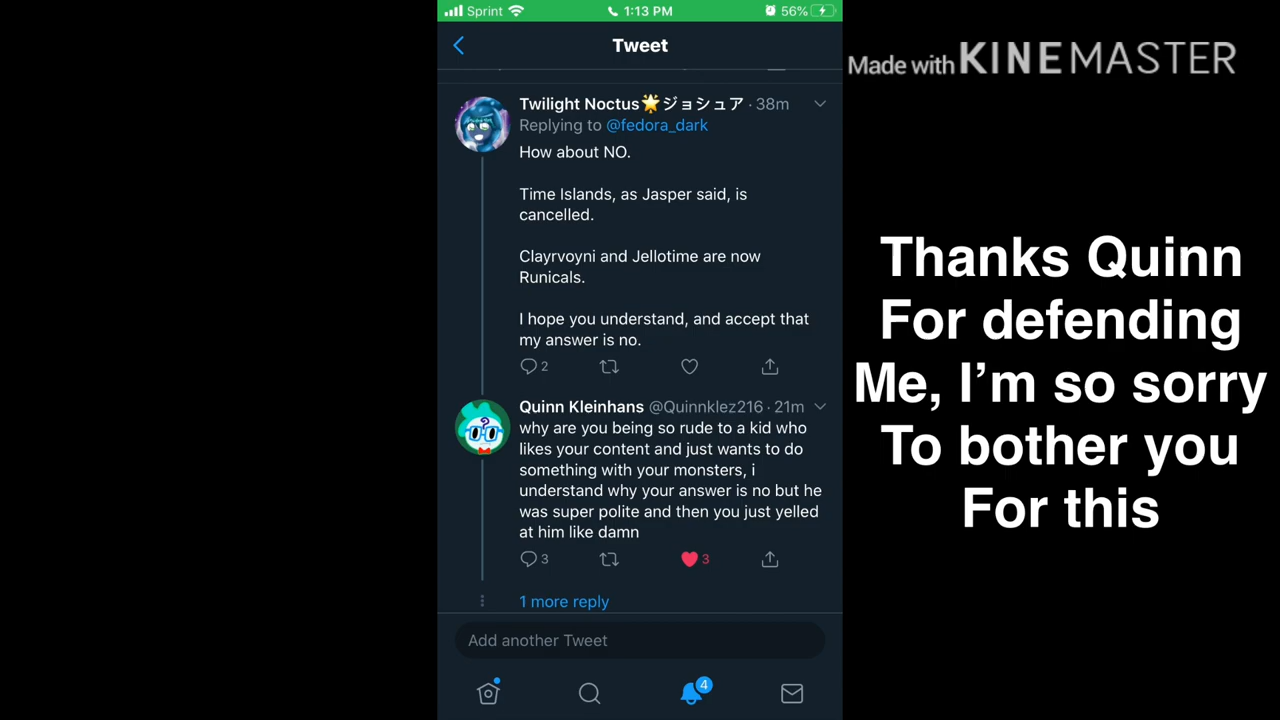 Sprint 1:13 PM 56%
Made with KINEMASTER
Tweet
Twilight Noctus🌟ジョシュア · 38m
Replying to @fedora_dark
How about NO.
Time Islands, as Jasper said, is
cancelled.
Clayrvoyni and Jellotime are now
Runicals.
I hope you understand, and accept that
my answer is no.
2
Quinn Kleinhans @Quinnklez216 · 21m
why are you being so rude to a kid who
likes your content and just wants to do
something with your monsters, i
understand why your answer is no but he
was super polite and then you just yelled
at him like damn
3 3
1 more reply
Add another Tweet
4
Thanks Quinn
For defending
Me, I’m so sorry
To bother you
For this